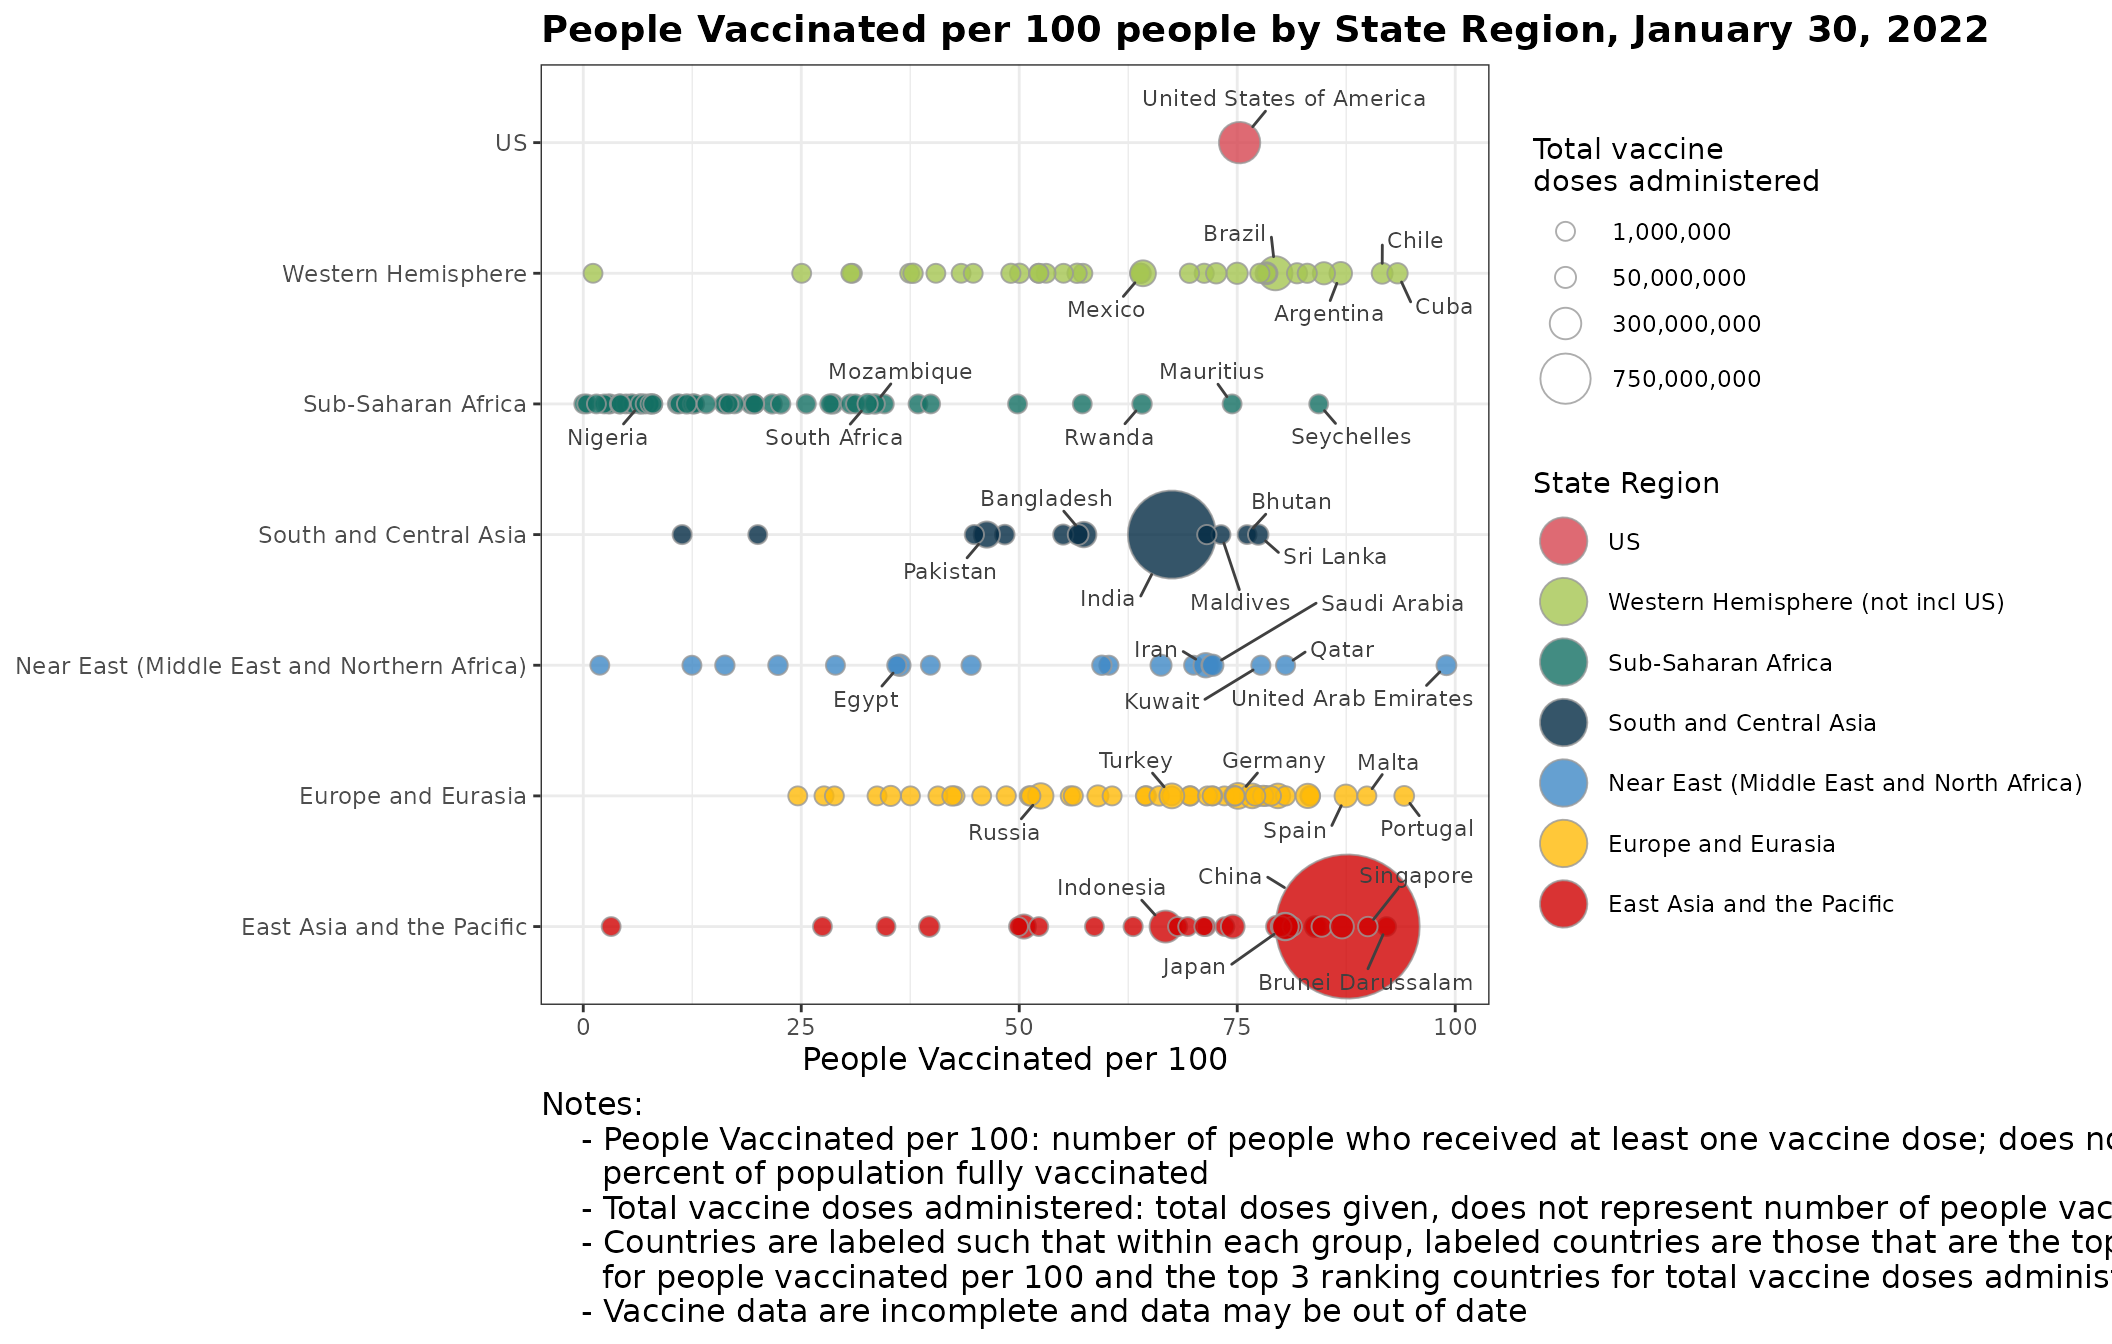 People Vaccinated per 100 people by State Region, January 30, 2022
United States of America
US
Brazil
Chile
Western Hemisphere
Mexico
Argentina
Cuba
Mozambique
Mauritius
Sub-Saharan Africa
Nigeria
South Africa
Rwanda
Seychelles
Bangladesh
Bhutan
South and Central Asia
Pakistan
Sri Lanka
India
Maldives
Saudi Arabia
Iran
Qatar
Near East (Middle East and Northern Africa)
Egypt
Kuwait
United Arab Emirates
Turkey
Germany
Malta
Europe and Eurasia
Russia
Spain
Portugal
China
Singapore
Indonesia
East Asia and the Pacific
Japan
Brunei Darussalam
0
25
50
75
100
People Vaccinated per 100
Total vaccine
doses administered
1,000,000
50,000,000
300,000,000
750,000,000
State Region
US
Western Hemisphere (not incl US)
Sub-Saharan Africa
South and Central Asia
Near East (Middle East and North Africa)
Europe and Eurasia
East Asia and the Pacific
Notes:
- People Vaccinated per 100: number of people who received at least one vaccine dose; does
percent of population fully vaccinated
- Total vaccine doses administered: total doses given, does not represent number of people
- Countries are labeled such that within each group, labeled countries are those that are the
for people vaccinated per 100 and the top 3 ranking countries for total vaccine doses
- Vaccine data are incomplete and data may be out of date